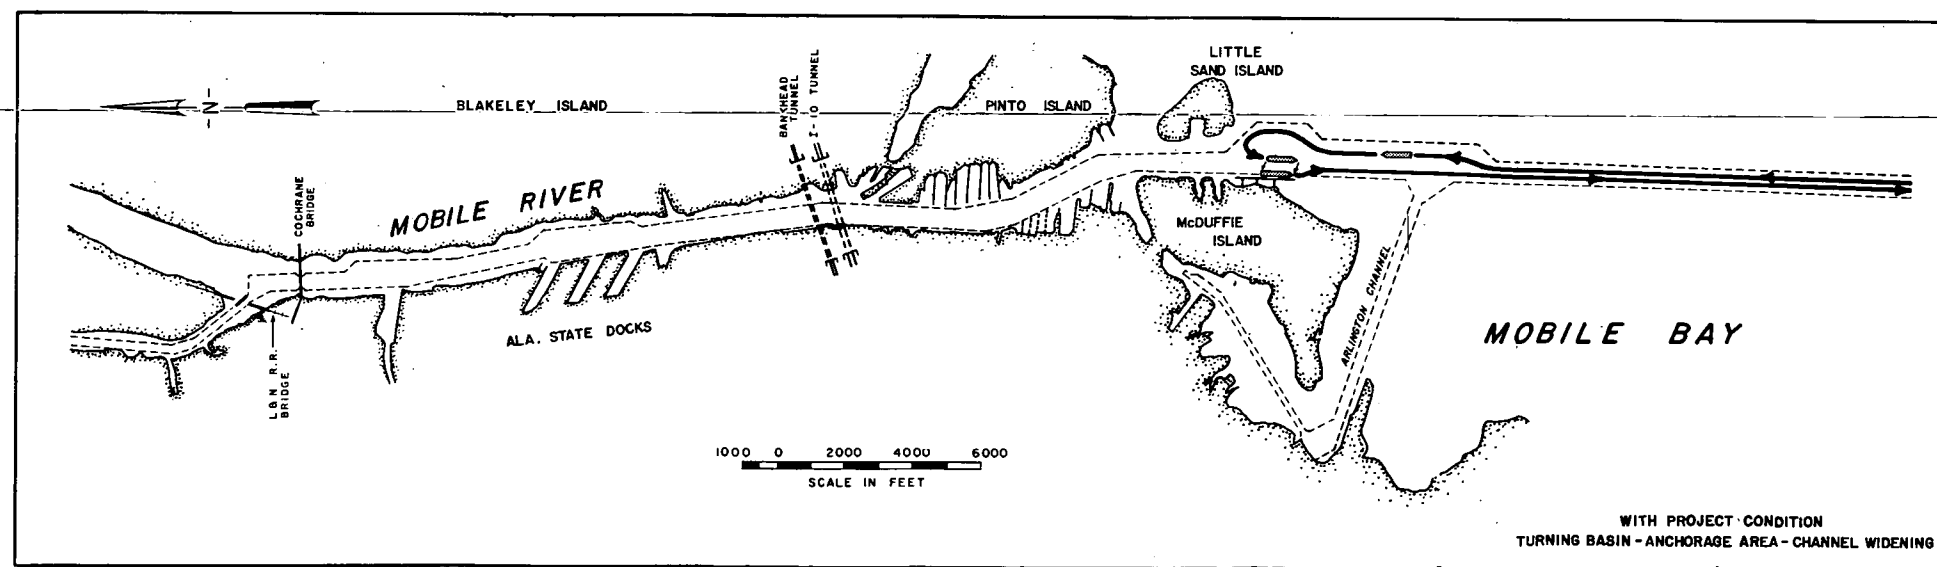 LITTLE
SAND ISLAND
-N-
BLAKELEY ISLAND
BANKHEAD
TUNNEL
I-10 TUNNEL
PINTO ISLAND
COCHRANE
BRIDGE
MOBILE RIVER
McDUFFIE
ISLAND
ARLINGTON CHANNEL
MOBILE BAY
ALA. STATE DOCKS
L & N R.R.
BRIDGE
1000 0 2000 4000 6000
SCALE IN FEET
WITH PROJECT CONDITION
TURNING BASIN - ANCHORAGE AREA - CHANNEL WIDENING